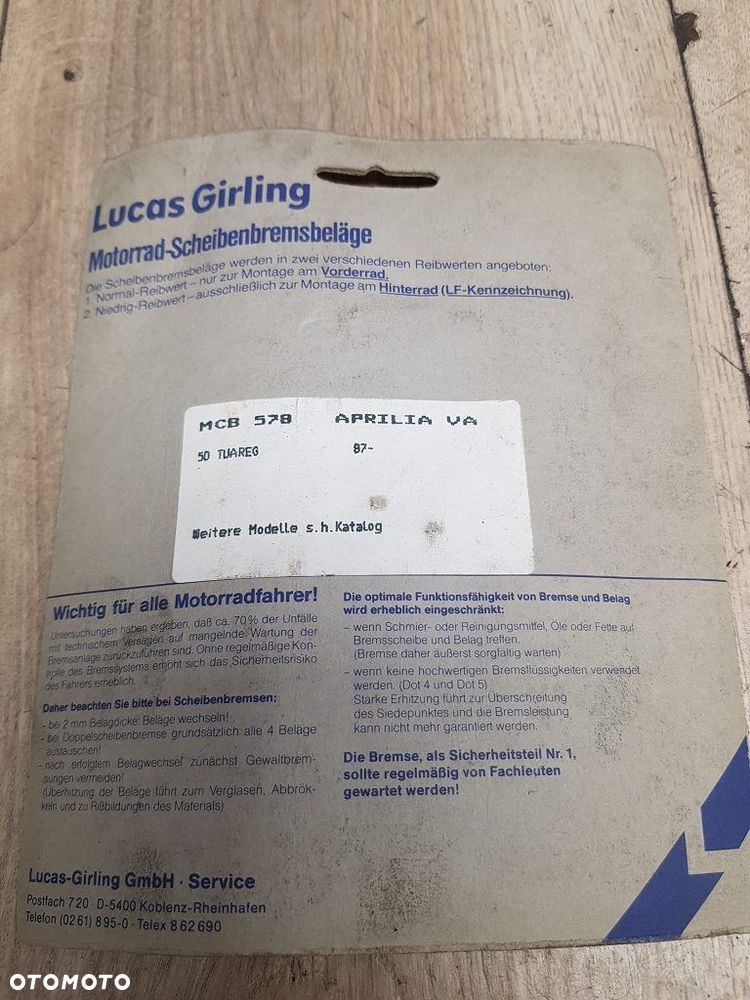 Lucas Girling
Motorrad-Scheibenbremsbeläge
Die Scheibenbremsbeläge werden in zwei verschiedenen Reibwerten angeboten:
1. Normal-Reibwert – nur zur Montage am Vorderrad,
2. Niedrig-Reibwert – ausschließlich zur Montage am Hinterrad (LF-Kennzeichnung).
MCB 578 APRILIA VA
50 TUAREG 87-
Weitere Modelle s.h.Katalog
Wichtig für alle Motorradfahrer!
Untersuchungen haben ergeben, daß ca. 70% der Unfälle
mit technischem Versagen auf mangelnde Wartung der
Bremsanlage zurückzuführen sind. Ohne regelmäßige Kon-
trolle des Bremssystems erhöht sich das Sicherheitsrisiko
des Fahrers erheblich.
Daher beachten Sie bitte bei Scheibenbremsen:
- bei 2 mm Belagdicke: Beläge wechseln!
- bei Doppelscheibenbremse grundsätzlich alle 4 Beläge
austauschen!
- nach erfolgtem Belagwechsel zunächst Gewaltbrem-
sungen vermeiden!
(Überhitzung der Beläge führt zum Verglasen, Abbrök-
keln und zu Rißbildungen des Materials)
Die optimale Funktionsfähigkeit von Bremse und Belag
wird erheblich eingeschränkt:
– wenn Schmier- oder Reinigungsmittel, Öle oder Fette auf
Bremsscheibe und Belag treffen.
(Bremse daher äußerst sorgfältig warten)
– wenn keine hochwertigen Bremsflüssigkeiten verwendet
werden. (Dot 4 und Dot 5)
Starke Erhitzung führt zur Überschreitung
des Siedepunktes und die Bremsleistung
kann nicht mehr garantiert werden.
Die Bremse, als Sicherheitsteil Nr. 1,
sollte regelmäßig von Fachleuten
gewartet werden!
Lucas-Girling GmbH · Service
Postfach 7 20 · D-5400 Koblenz-Rheinhafen
Telefon (02 61) 8 95-0 · Telex 8 62 690
OTOMOTO